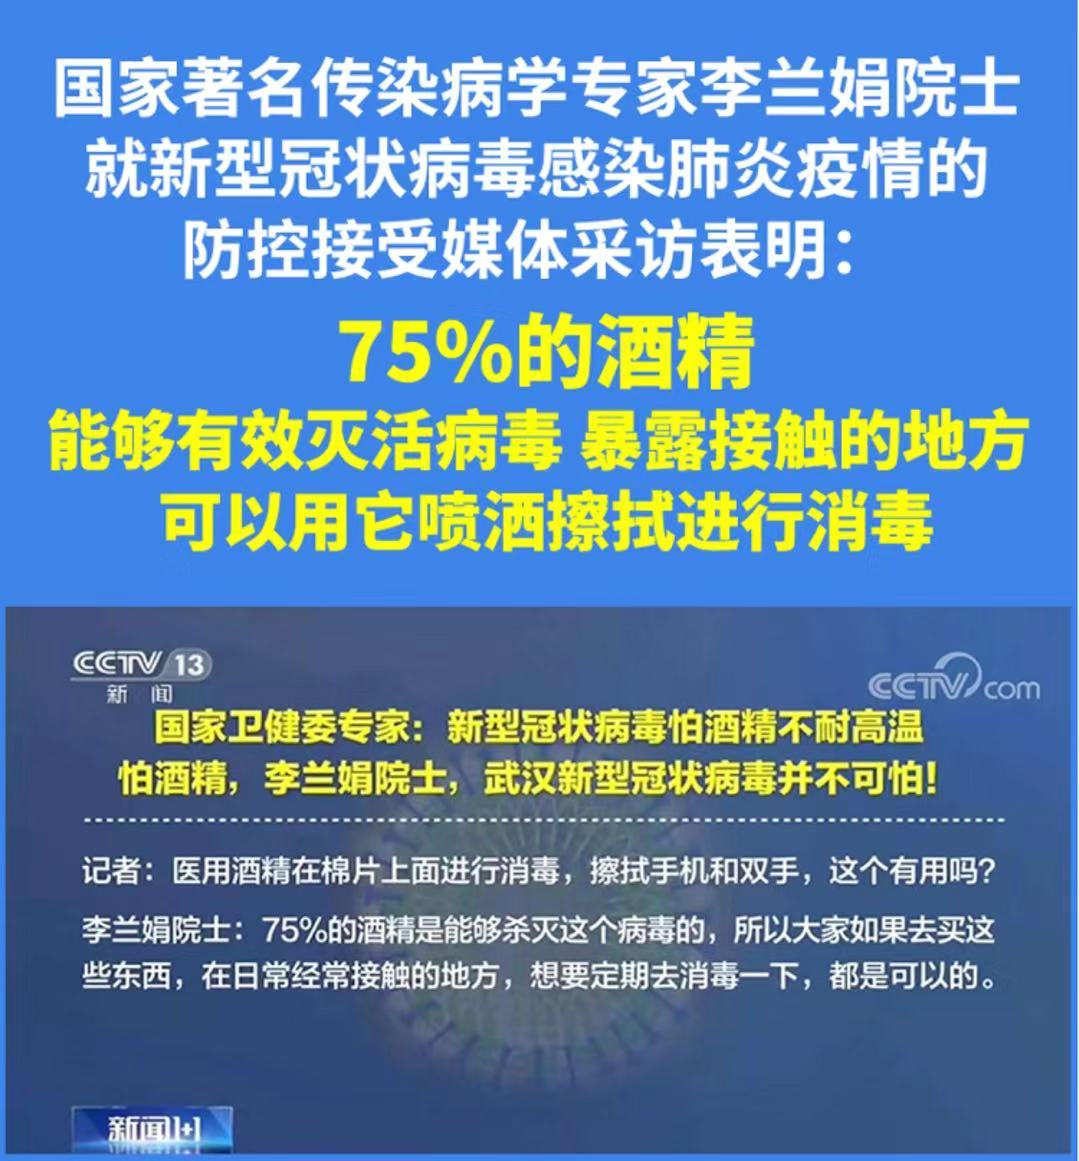 国家著名传染病学专家李兰娟院士
就新型冠状病毒感染肺炎疫情的
防控接受媒体采访表明：
75%的酒精
能够有效灭活病毒 暴露接触的地方
可以用它喷洒擦拭进行消毒
CCTV 13
新闻
CCTV.com
国家卫健委专家：新型冠状病毒怕酒精不耐高温
怕酒精，李兰娟院士，武汉新型冠状病毒并不可怕！
记者：医用酒精在棉片上面进行消毒，擦拭手机和双手，这个有用吗？
李兰娟院士：75%的酒精是能够杀灭这个病毒的，所以大家如果去买这
些东西，在日常经常接触的地方，想要定期去消毒一下，都是可以的。
新闻1+1